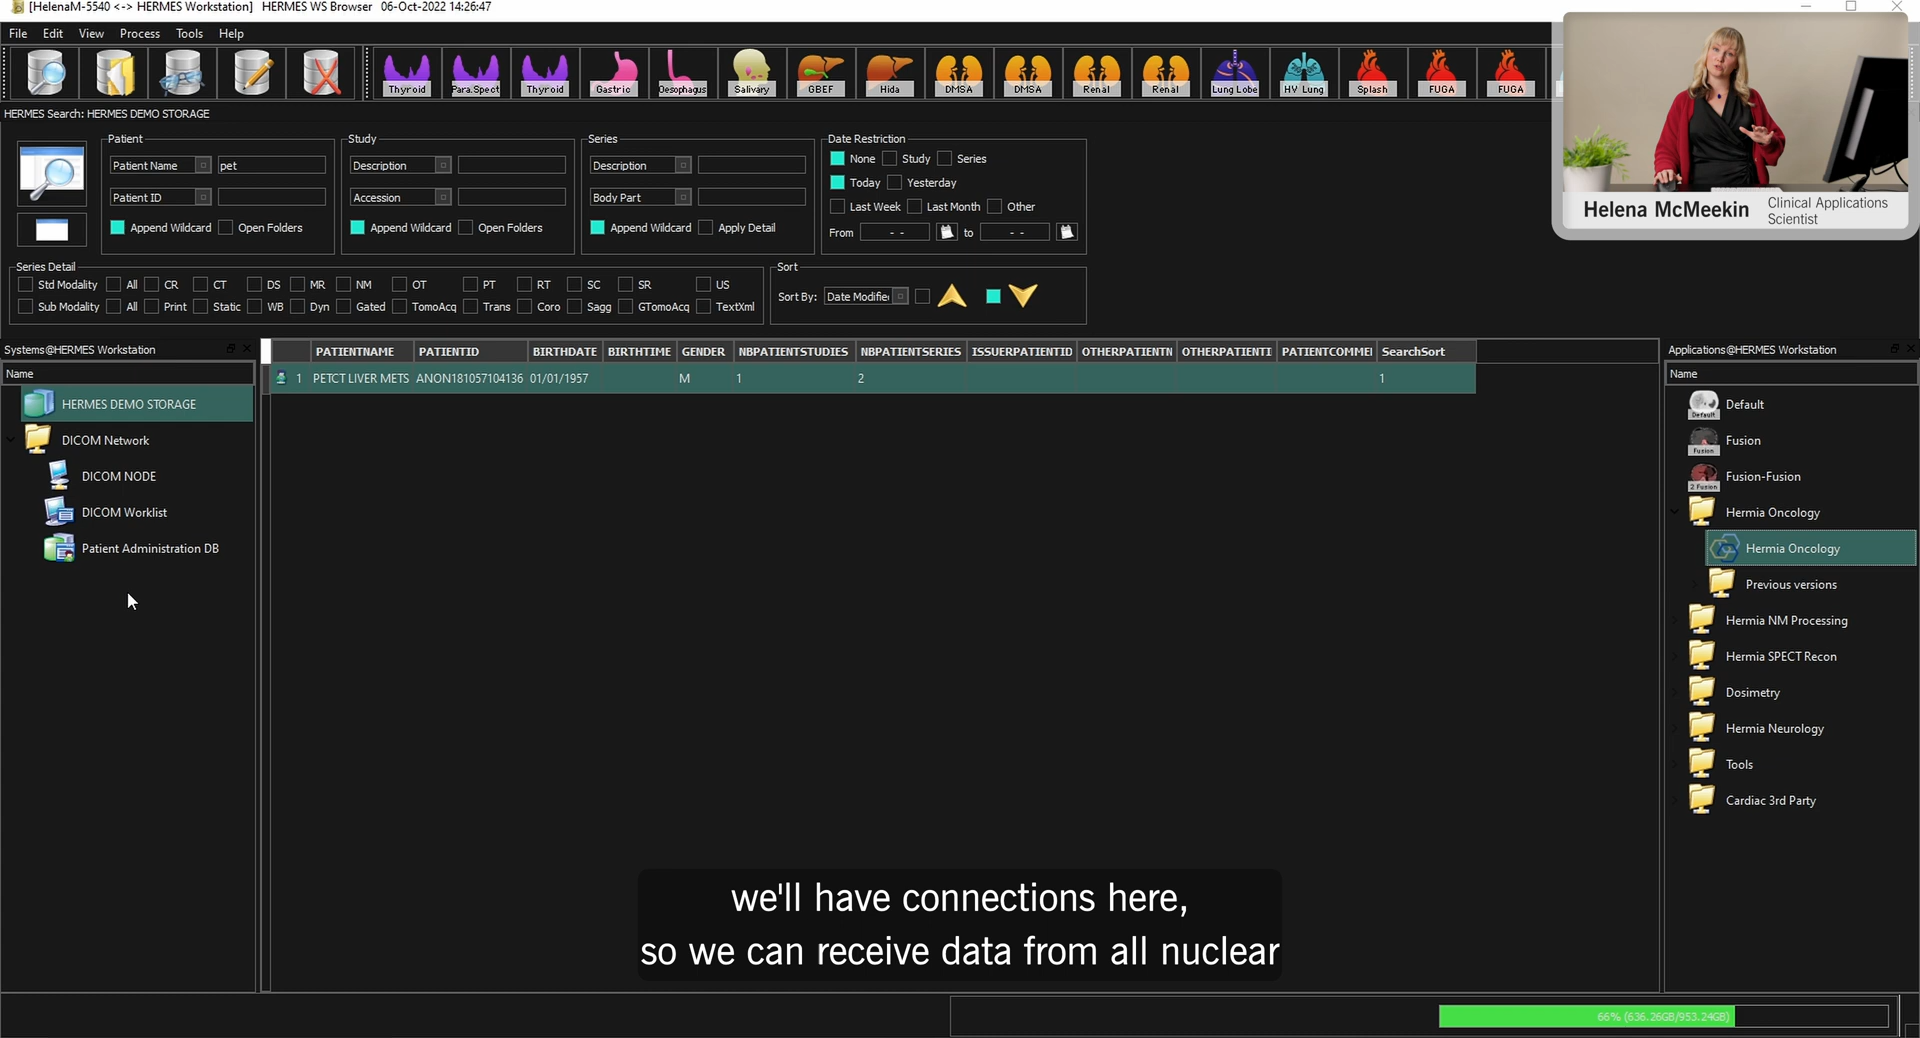 [HelenaM-5540 <-> HERMES Workstation] HERMES WS Browser 06-Oct-2022 14:26:47
File Edit View Process Tools Help
Thyroid Para.Spect Thyroid Gastric Oesophagus Salivary GBEF Hida DMSA DMSA Renal Renal Lung Lobe HV Lung Splash FUGA FUGA
Helena McMeekin Clinical Applications
Scientist
HERMES Search: HERMES DEMO STORAGE
Patient Study Series Date Restriction
Patient Name pet Description Description None Study Series
Today Yesterday
Patient ID Accession Body Part
Last Week Last Month Other
Append Wildcard Open Folders Append Wildcard Open Folders Append Wildcard Apply Detail
From - - to - -
Series Detail Sort
Std Modality All CR CT DS MR NM OT PT RT SC SR US
Sort By: Date Modifie
Sub Modality All Print Static WB Dyn Gated TomoAcq Trans Coro Sagg GTomoAcq TextXml
Systems@HERMES Workstation
Name
HERMES DEMO STORAGE
DICOM Network
DICOM NODE
DICOM Worklist
Patient Administration DB
PATIENTNAME PATIENTID BIRTHDATE BIRTHTIME GENDER NBPATIENTSTUDIES NBPATIENTSERIES ISSUERPATIENTID OTHERPATIENTN OTHERPATIENTI PATIENTCOMMEI SearchSort
1 PETCT LIVER METS ANON181057104136 01/01/1957 M 1 2 1
Applications@HERMES Workstation
Name
Default Default
Fusion Fusion
2 Fusion Fusion-Fusion
Hermia Oncology
Hermia Oncology
Previous versions
Hermia NM Processing
Hermia SPECT Recon
Dosimetry
Hermia Neurology
Tools
Cardiac 3rd Party
we'll have connections here,
so we can receive data from all nuclear
66% (636.26GB/953.24GB)